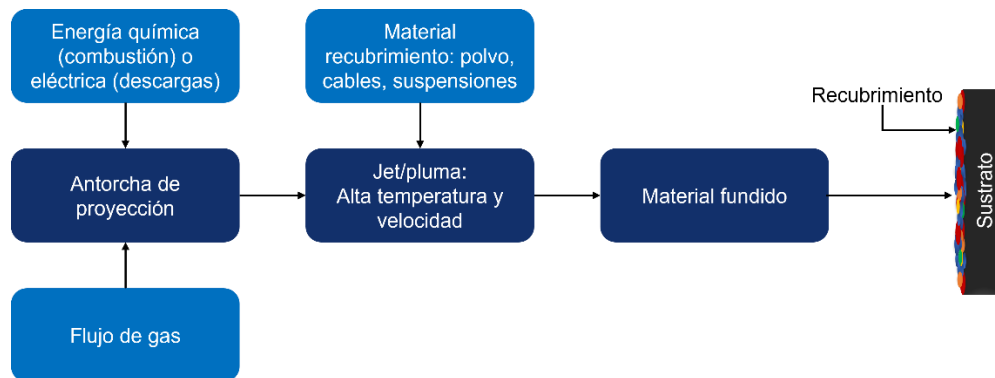 Energía química
(combustión) o
eléctrica (descargas)
Material
recubrimiento: polvo,
cables, suspensiones
Recubrimiento
Antorcha de
proyección
Jet/pluma:
Alta temperatura y
velocidad
Material fundido
Sustrato
Flujo de gas